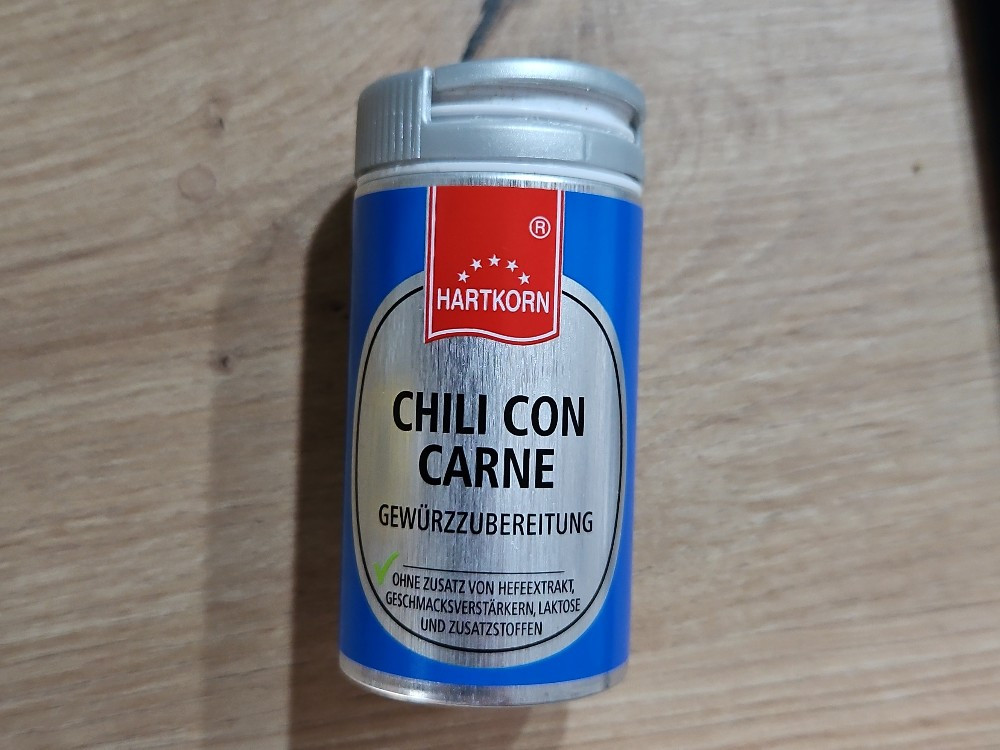 ®
HARTKORN
CHILI CON
CARNE
GEWÜRZZUBEREITUNG
OHNE ZUSATZ VON HEFEEXTRAKT,
GESCHMACKSVERSTÄRKERN, LAKTOSE
UND ZUSATZSTOFFEN